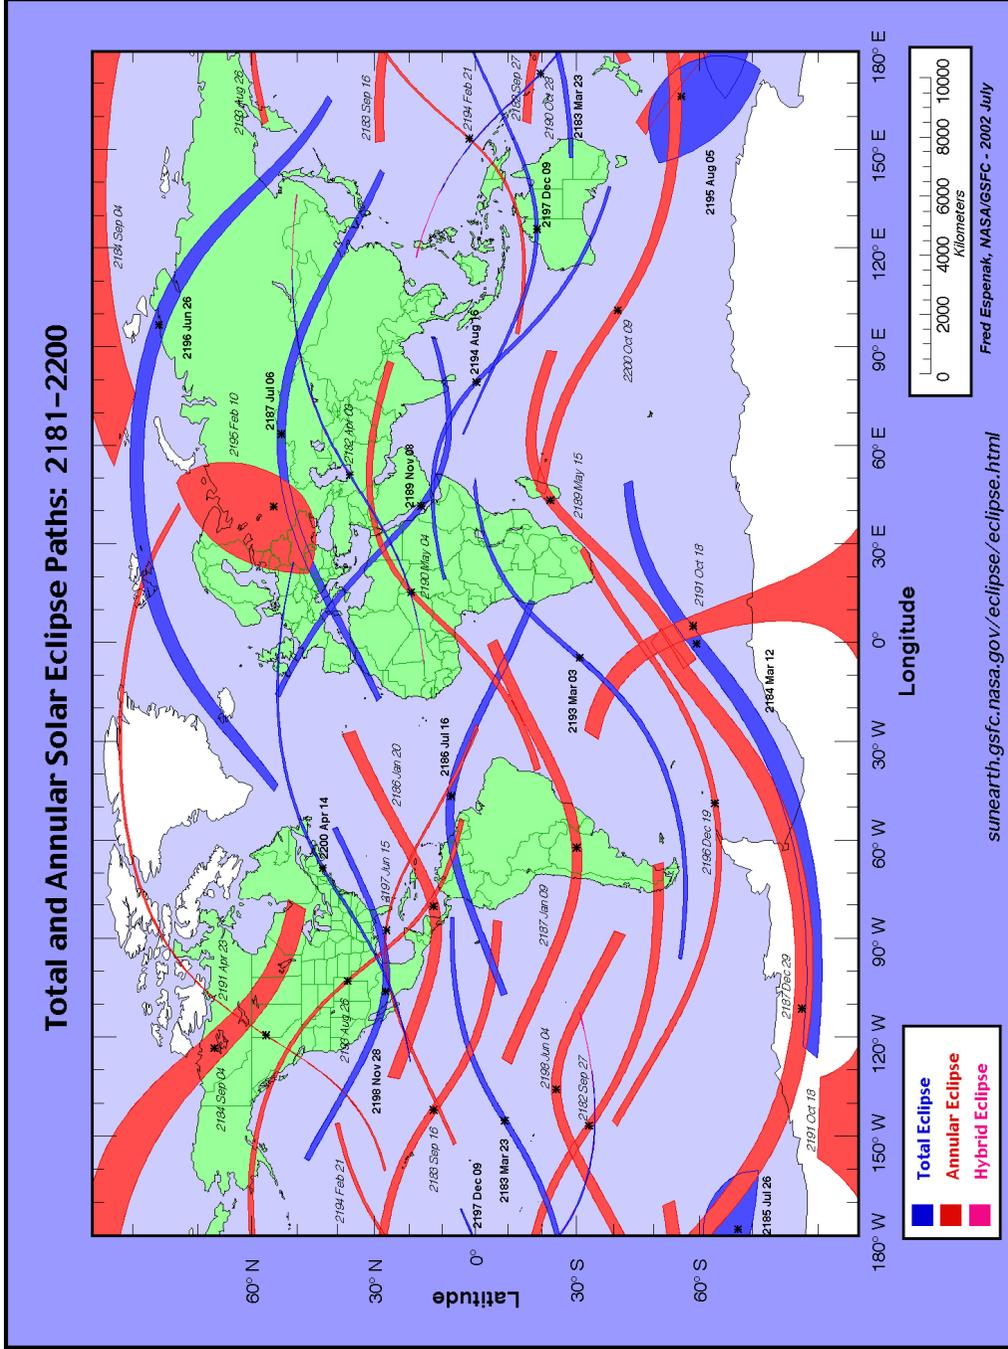 Total and Annular Solar Eclipse Paths: 2181–2200
2184 Sep 04
2183 Aug 26
2183 Sep 16
2194 Feb 21
2182 Sep 27
2190 Oct 28
2183 Mar 23
2196 Jun 26
2195 Feb 10
2187 Jul 06
2182 Apr 03
2189 Nov 08
2190 May 04
2194 Aug 16
2197 Dec 09
2195 Aug 05
2200 Oct 09
2189 May 15
2191 Oct 18
2184 Mar 12
2193 Mar 03
2186 Jul 16
2186 Jan 20
2200 Apr 14
2197 Jun 15
2191 Apr 23
2187 Jan 09
2196 Dec 19
2187 Dec 29
2184 Sep 04
2193 Aug 26
2198 Nov 28
2183 Sep 16
2194 Feb 21
2197 Dec 09
2183 Mar 23
2198 Jun 04
2182 Sep 27
2191 Oct 18
2185 Jul 26
60° N
30° N
0°
30° S
60° S
Latitude
180° W
150° W
120° W
90° W
60° W
30° W
0°
30° E
60° E
90° E
120° E
150° E
180° E
Longitude
Total Eclipse
Annular Eclipse
Hybrid Eclipse
0 2000 4000 6000 8000 10000
Kilometers
Fred Espenak, NASA/GSFC - 2002 July
sunearth.gsfc.nasa.gov/eclipse/eclipse.html